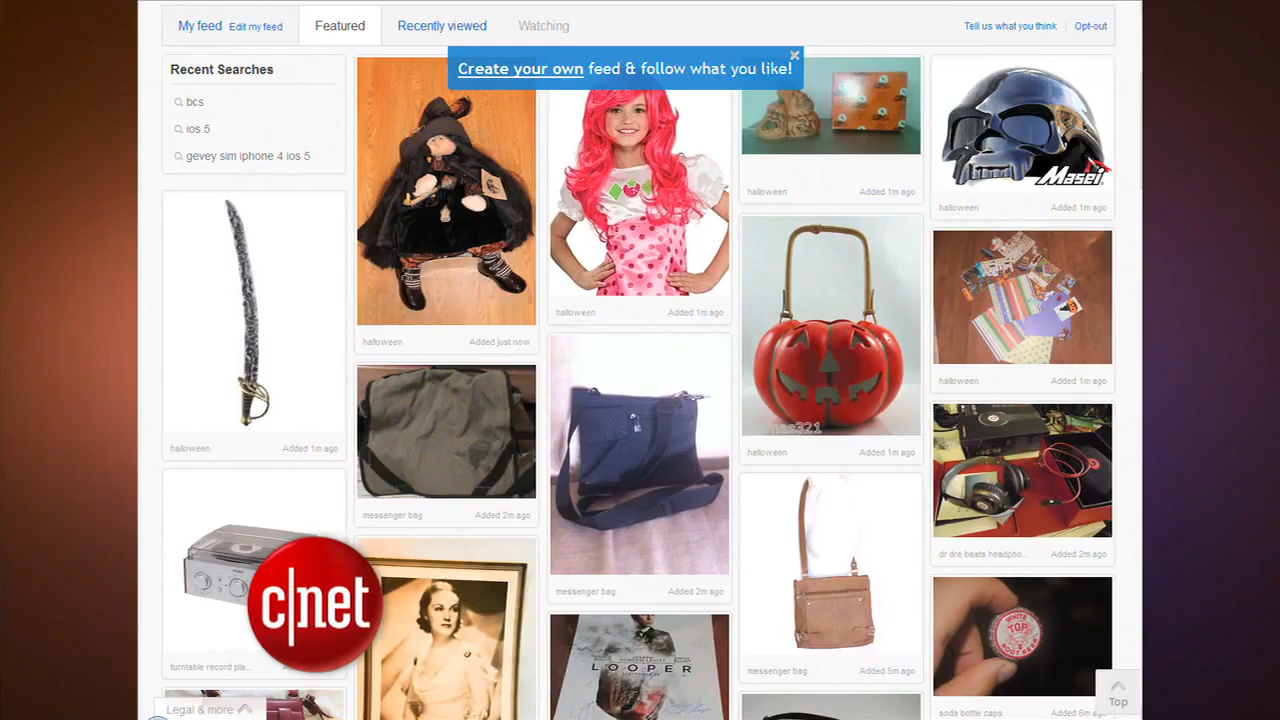 My feed Edit my feed Featured Recently viewed Watching Tell us what you think Opt-out
Create your own feed & follow what you like!
Recent Searches
bcs
ios 5
gevey sim iphone 4 ios 5
halloween Added 1m ago
turntable record pla...
Legal & more
halloween Added just now
messenger bag Added 2m ago
halloween Added 1m ago
messenger bag Added 2m ago
LOOPER
halloween Added 1m ago
mas321
halloween Added 1m ago
messenger bag Added 5m ago
MASEI
halloween Added 1m ago
halloween Added 1m ago
dr dre beats headpho... Added 2m ago
WHITE
TOP
ROOT BEER
soda bottle caps Added 6m ago
Top
c|net